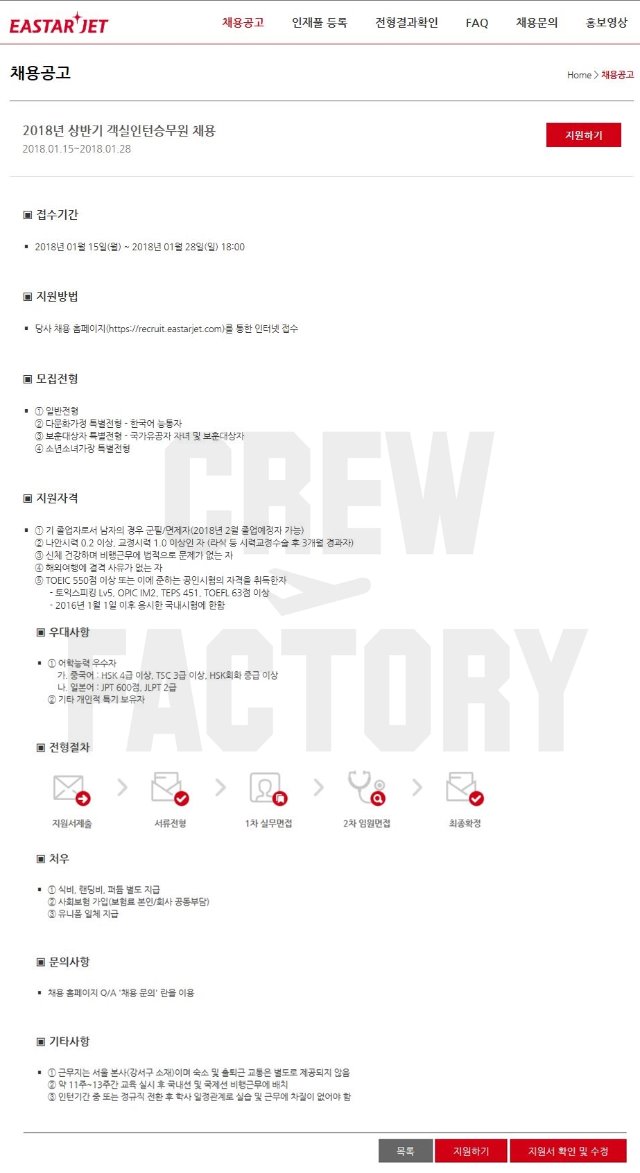 EASTAR JET
채용공고 인재풀 등록 전형결과확인 FAQ 채용문의 홍보영상
채용공고
Home > 채용공고
2018년 상반기 객실인턴승무원 채용
2018.01.15~2018.01.28
지원하기
▣ 접수기간
▪ 2018년 01월 15일(월) ~ 2018년 01월 28일(일) 18:00
▣ 지원방법
▪ 당사 채용 홈페이지(https://recruit.eastarjet.com)를 통한 인터넷 접수
▣ 모집전형
▪ ① 일반전형
② 다문화가정 특별전형 - 한국어 능통자
③ 보훈대상자 특별전형 - 국가유공자 자녀 및 보훈대상자
④ 소년소녀가장 특별전형
CREW
FACTORY
▣ 지원자격
▪ ① 기 졸업자로서 남자의 경우 군필/면제자(2018년 2월 졸업예정자 가능)
② 나안시력 0.2 이상, 교정시력 1.0 이상인 자 (라식 등 시력교정수술 후 3개월 경과자)
③ 신체 건강하며 비행근무에 법적으로 문제가 없는 자
④ 해외여행에 결격 사유가 없는 자
⑤ TOEIC 550점 이상 또는 이에 준하는 공인시험의 자격을 취득한자
- 토익스피킹 Lv5, OPIC IM2, TEPS 451, TOEFL 63점 이상
- 2016년 1월 1일 이후 응시한 국내시험에 한함
▣ 우대사항
▪ ① 어학능력 우수자
가. 중국어 : HSK 4급 이상, TSC 3급 이상, HSK회화 중급 이상
나. 일본어 : JPT 600점, JLPT 2급
② 기타 개인적 특기 보유자
▣ 전형절차
지원서제출 서류전형 1차 실무면접 2차 임원면접 최종확정
▣ 처우
▪ ① 식비, 랜딩비, 퍼듐 별도 지급
② 사회보험 가입(보험료 본인/회사 공동부담)
③ 유니폼 일체 지급
▣ 문의사항
▪ 채용 홈페이지 Q/A '채용 문의' 란을 이용
▣ 기타사항
▪ ① 근무지는 서울 본사(강서구 소재)이며 숙소 및 출퇴근 교통은 별도로 제공되지 않음
② 약 11주~13주간 교육 실시 후 국내선 및 국제선 비행근무에 배치
③ 인턴기간 중 또는 정규직 전환 후 학사 일정관계로 실습 및 근무에 차질이 없어야 함
목록 지원하기 지원서 확인 및 수정